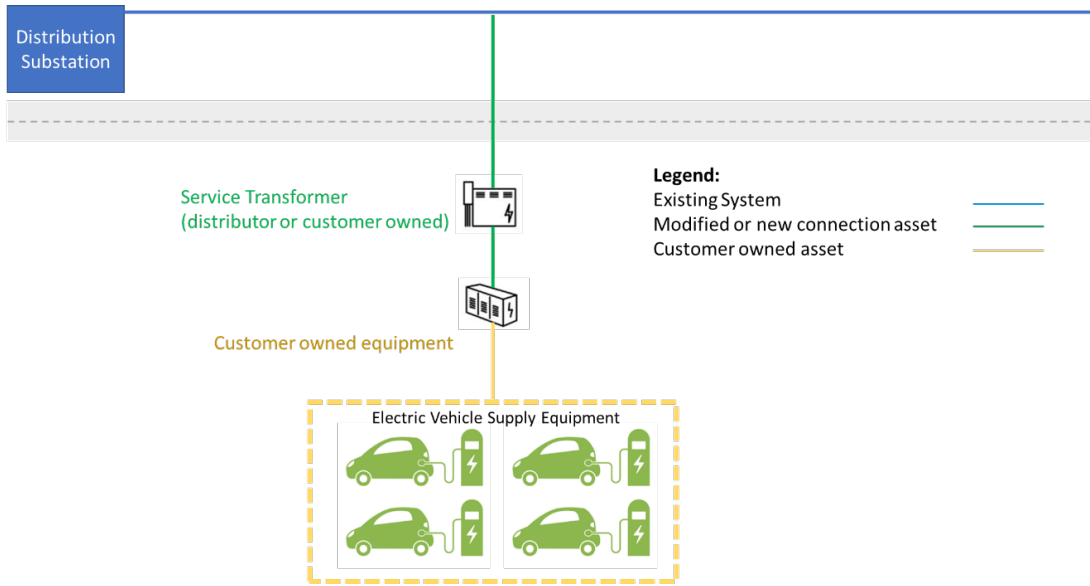 Distribution
Substation
Service Transformer
(distributor or customer owned)
Legend:
Existing System
Modified or new connection asset
Customer owned asset
Customer owned equipment
Electric Vehicle Supply Equipment